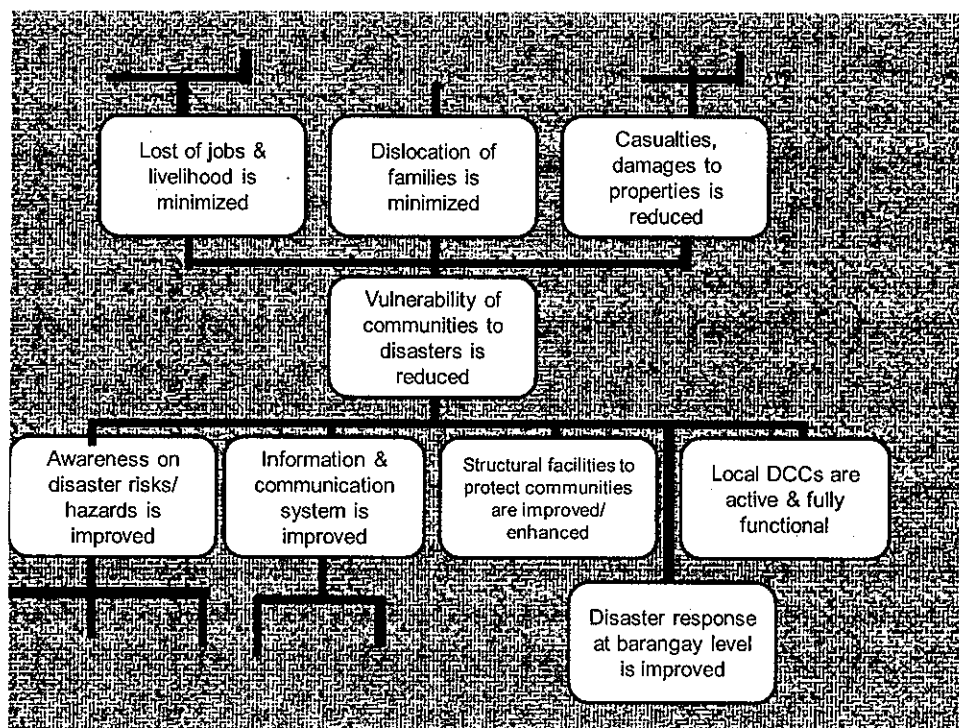 Lost of jobs &
livelihood is
minimized
Dislocation of
families is
minimized
Casualties,
damages to
properties is
reduced
Vulnerability of
communities to
disasters is
reduced
Awareness on
disaster risks/
hazards is
improved
Information &
communication
system is
improved
Structural facilities to
protect communities
are improved/
enhanced
Local DCCs are
active & fully
functional
Disaster response
at barangay level
is improved